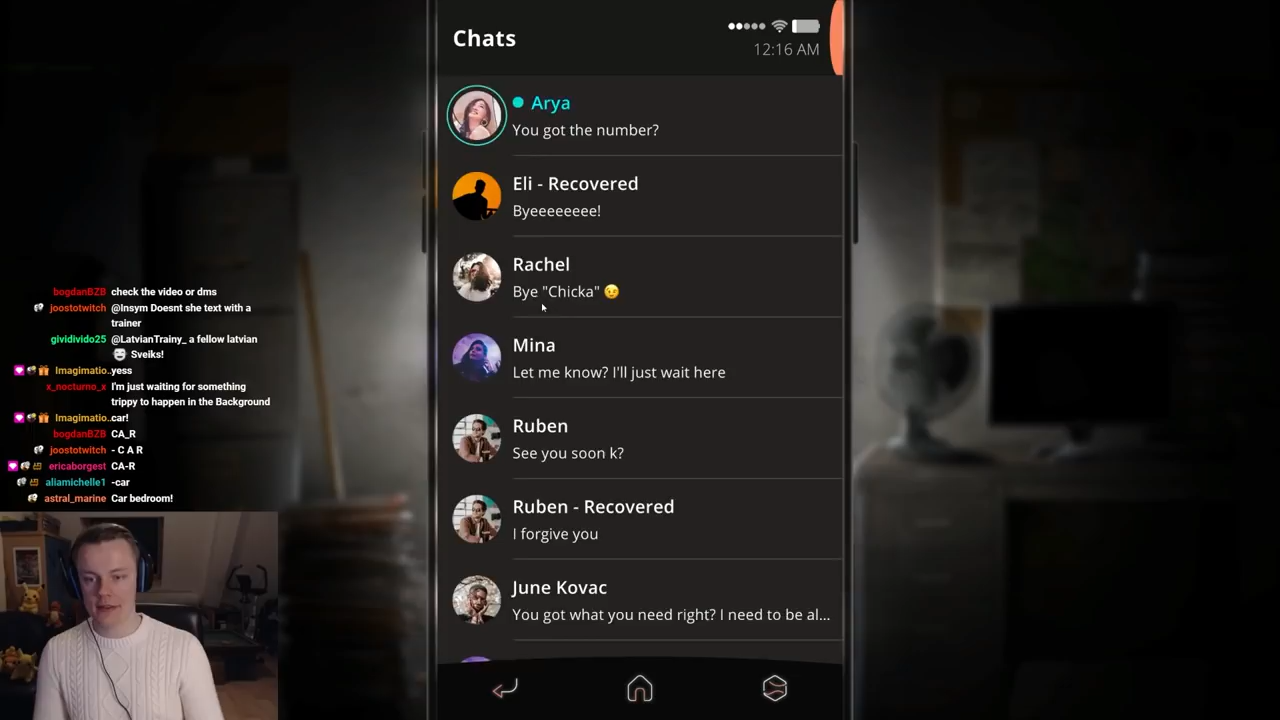 Chats
12:16 AM
Arya
You got the number?
Eli - Recovered
Byeeeeeeee!
Rachel
Bye "Chicka" 😉
Mina
Let me know? I'll just wait here
Ruben
See you soon k?
Ruben - Recovered
I forgive you
June Kovac
You got what you need right? I need to be al...
bogdanBZB check the video or dms
joostotwitch @Insym Doesnt she text with a
trainer
gividivido25 @LatvianTrainy_ a fellow latvian
Sveiks!
Imaginatio.. yess
x_nocturno_x I'm just waiting for something
trippy to happen in the Background
Imaginatio.. car!
bogdanBZB CA_R
joostotwitch - C A R
ericaborgest CA-R
aliamichelle1 -car
astral_marine Car bedroom!